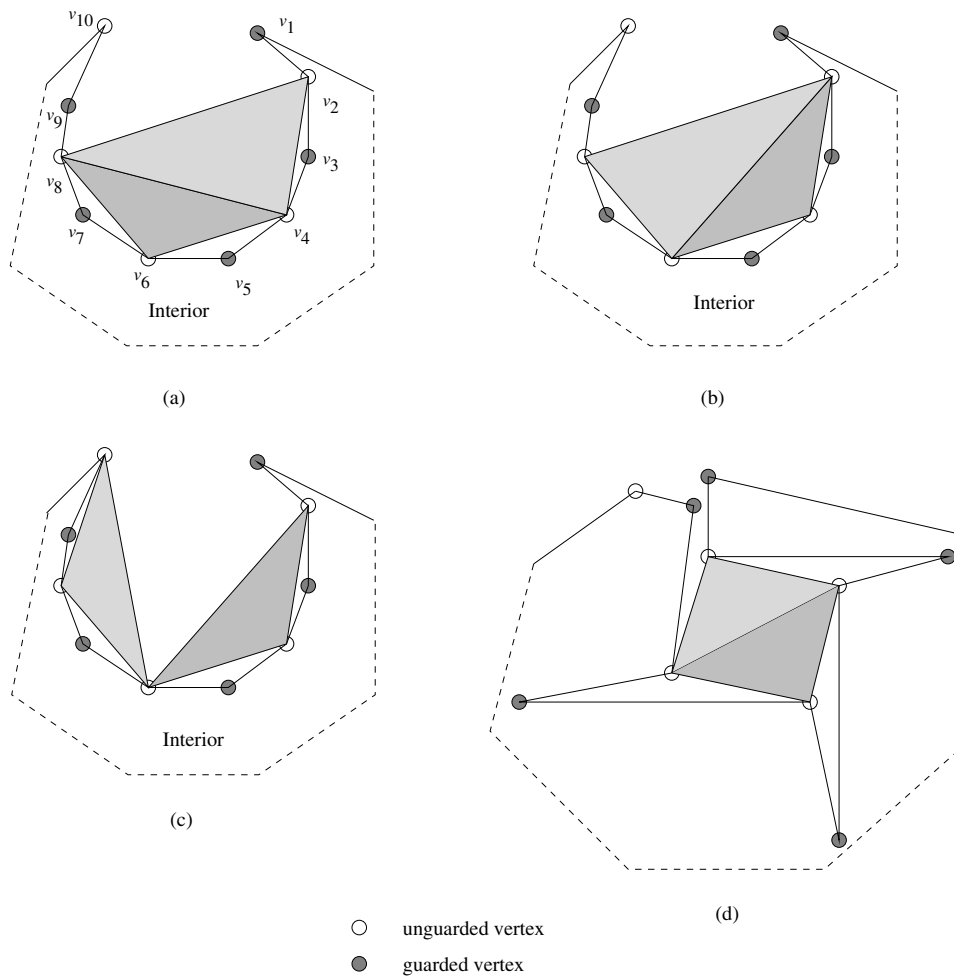 v10
v1
v9
v2
v8
v3
v7
v4
v6
v5
Interior
Interior
(a)
(b)
Interior
(c)
(d)
unguarded vertex
guarded vertex